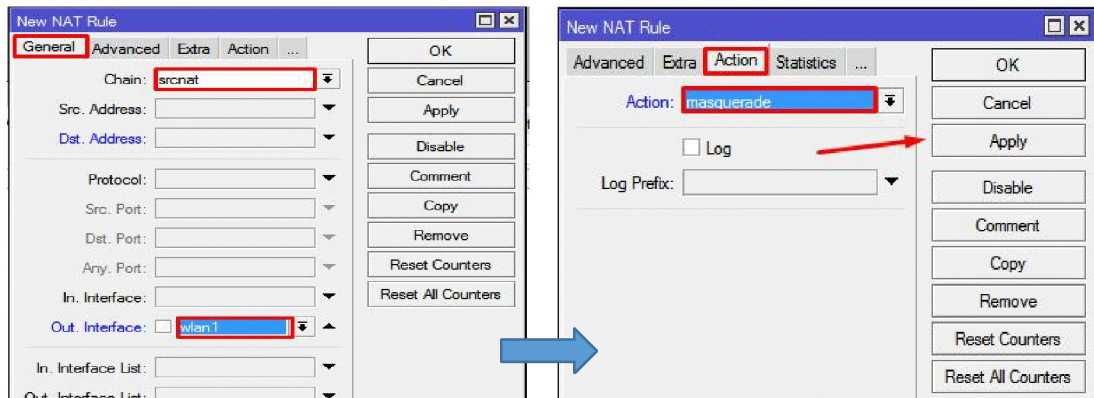 New NAT Rule
General Advanced Extra Action ...
Chain: srcnat
Src. Address:
Dst. Address:
Protocol:
Src. Port:
Dst. Port:
Any. Port:
In. Interface:
Out. Interface: wlan1
In. Interface List:
Out. Interface List:
OK
Cancel
Apply
Disable
Comment
Copy
Remove
Reset Counters
Reset All Counters
New NAT Rule
Advanced Extra Action Statistics ...
Action: masquerade
Log
Log Prefix:
OK
Cancel
Apply
Disable
Comment
Copy
Remove
Reset Counters
Reset All Counters